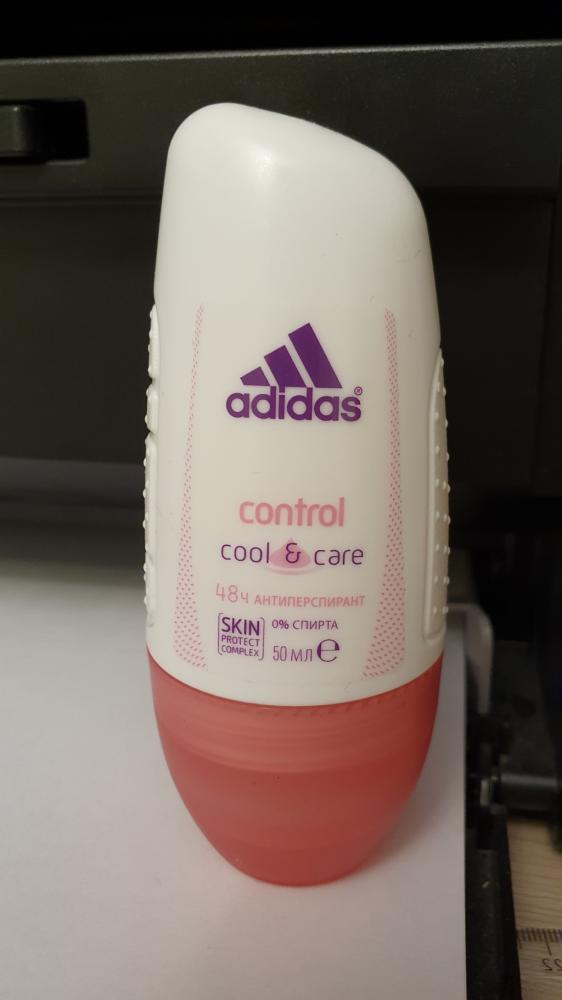 adidas®
control
cool & care
48ч АНТИПЕРСПИРАНТ
SKIN
PROTECT
COMPLEX
0% СПИРТА
50 МЛ ℮